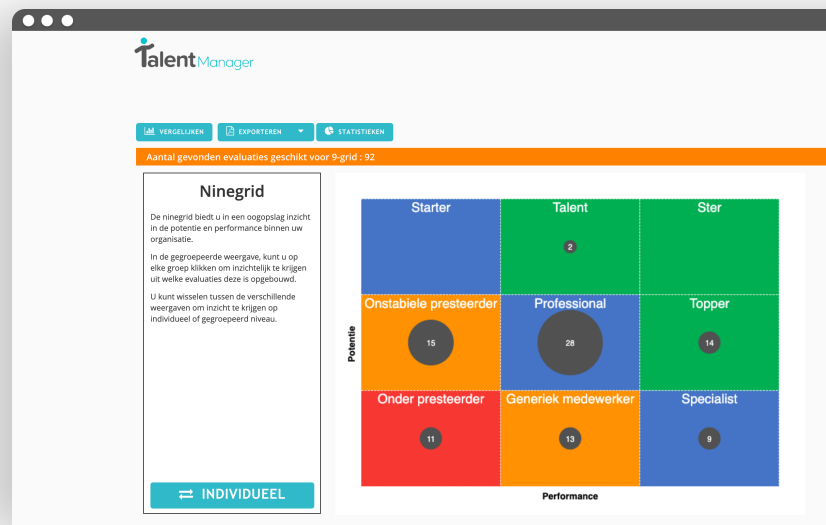 Talent Manager
VERGELIJKEN
EXPORTEREN
STATISTIEKEN
Aantal gevonden evaluaties geschikt voor 9-grid : 92
Ninegrid
De ninegrid biedt u in een oogopslag inzicht
in de potentie en performance binnen uw
organisatie.
In de gegroepeerde weergave, kunt u op
elke groep klikken om inzichtelijk te krijgen
uit welke evaluaties deze is opgebouwd.
U kunt wisselen tussen de verschillende
weergaven om inzicht te krijgen op
individueel of gegroepeerd niveau.
INDIVIDUEEL
Potentie
Starter
Talent
Ster
2
Onstabiele presteerder
Professional
Topper
15
28
14
Onder presteerder
Generiek medewerker
Specialist
11
13
9
Performance